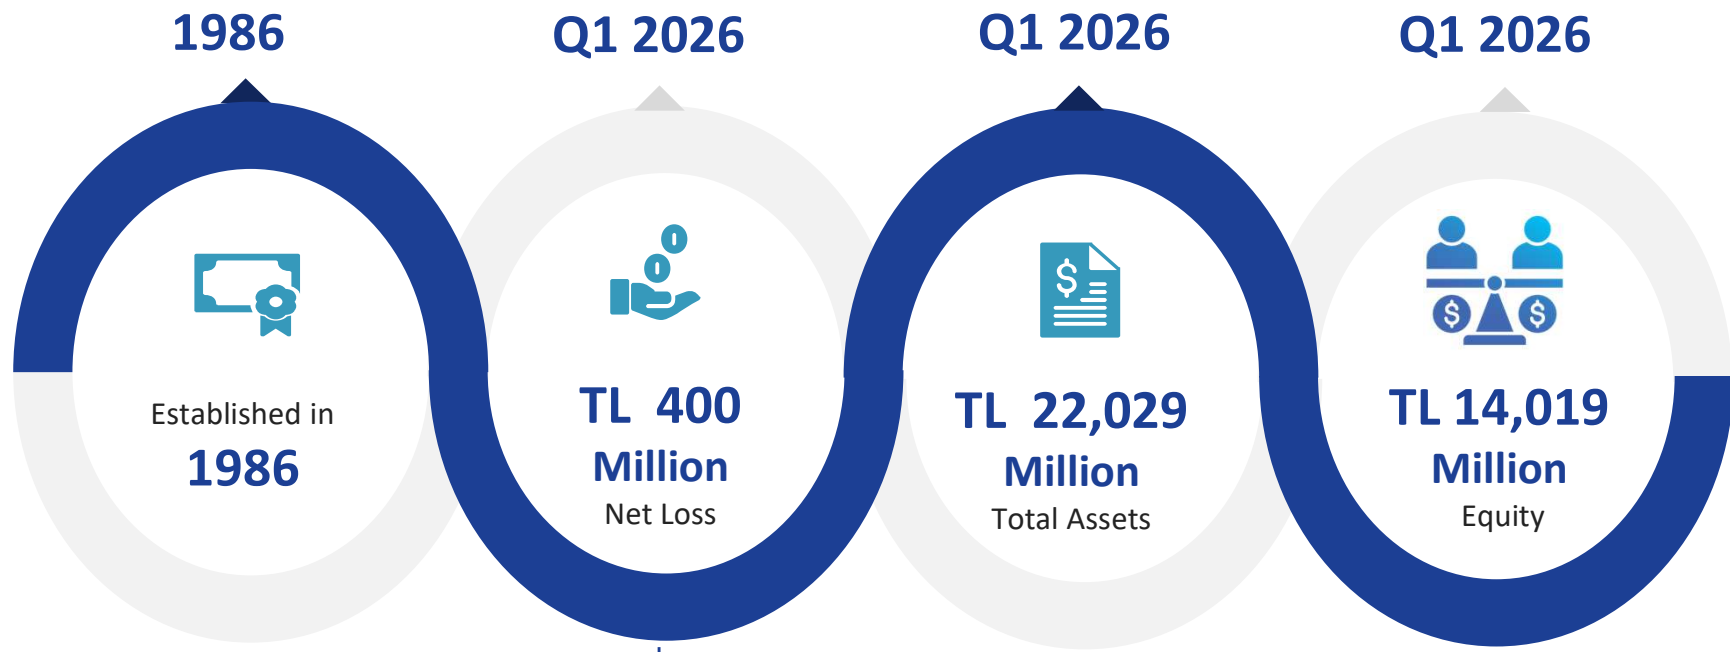 1986
Established in
1986
Q1 2026
TL 400
Million
Net Loss
Q1 2026
$
TL 22,029
Million
Total Assets
Q1 2026
$ $
TL 14,019
Million
Equity